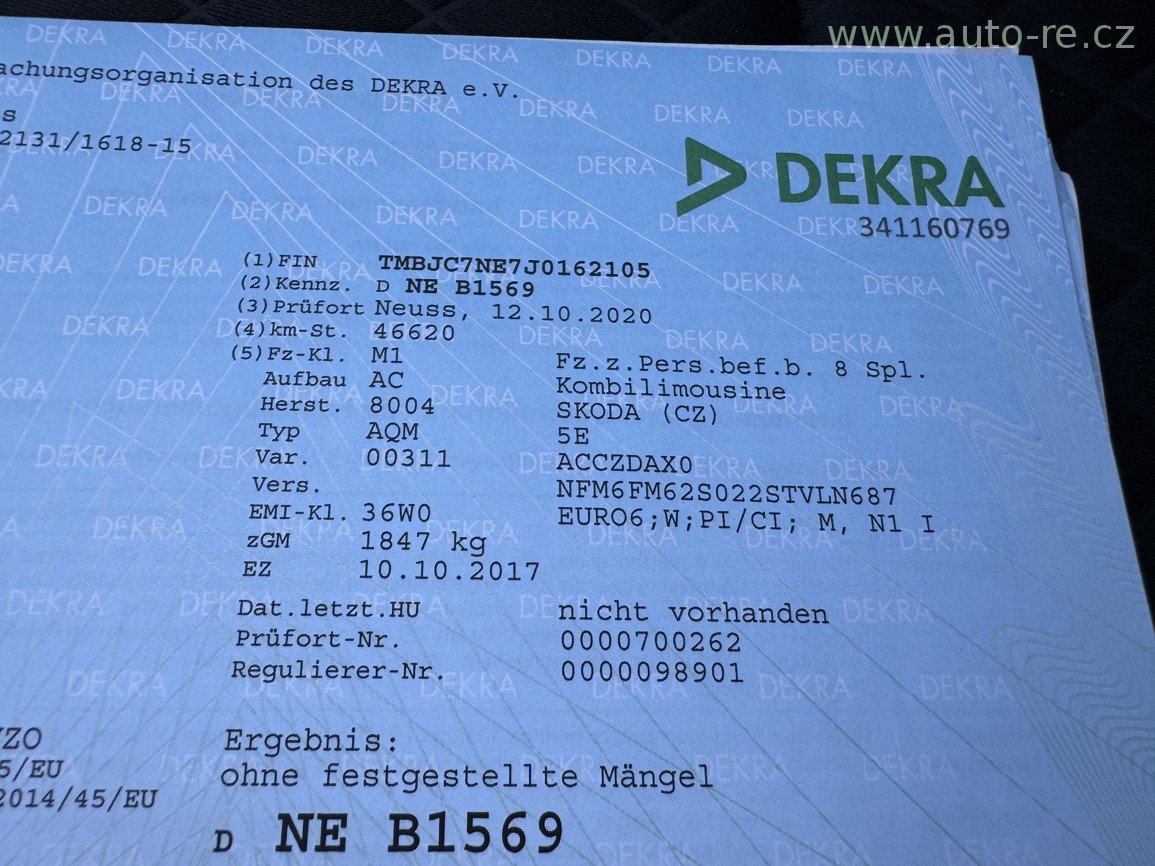 www.auto-re.cz
achungsorganisation des DEKRA e.V.
s
2131/1618-15
DEKRA
341160769
(1)FIN TMBJC7NE7J0162105
(2)Kennz. D NE B1569
(3)Prüfort Neuss, 12.10.2020
(4)km-St. 46620
(5)Fz-Kl. M1 Fz.z.Pers.bef.b. 8 Spl.
Aufbau AC Kombilimousine
Herst. 8004 SKODA (CZ)
Typ AQM 5E
Var. 00311 ACCZDAX0
Vers. NFM6FM62S022STVLN687
EMI-Kl. 36W0 EURO6;W;PI/CI; M, N1 I
zGM 1847 kg
EZ 10.10.2017
Dat.letzt.HU nicht vorhanden
Prüfort-Nr. 0000700262
Regulierer-Nr. 0000098901
VZO
5/EU
2014/45/EU
Ergebnis:
ohne festgestellte Mängel
D NE B1569